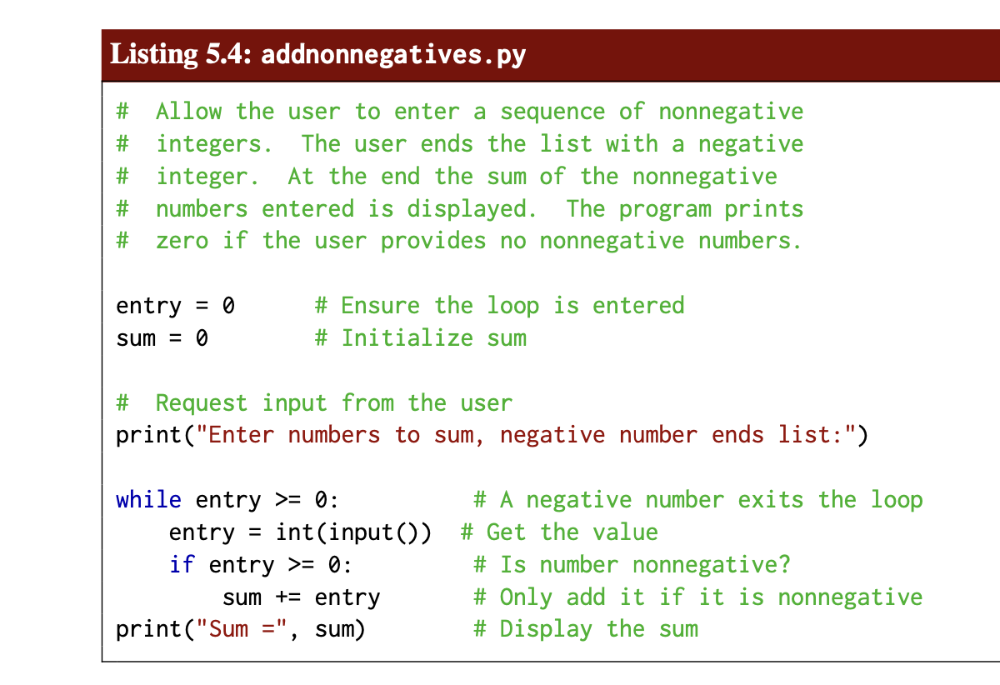 Listing 5.4: addnonnegatives.py
#  Allow the user to enter a sequence of nonnegative
#  integers.  The user ends the list with a negative
#  integer.  At the end the sum of the nonnegative
#  numbers entered is displayed.  The program prints
#  zero if the user provides no nonnegative numbers.
entry = 0      # Ensure the loop is entered
sum = 0        # Initialize sum
#  Request input from the user
print("Enter numbers to sum, negative number ends list:")
while entry >= 0:          # A negative number exits the loop
    entry = int(input())  # Get the value
    if entry >= 0:         # Is number nonnegative?
        sum += entry       # Only add it if it is nonnegative
print("Sum =", sum)        # Display the sum